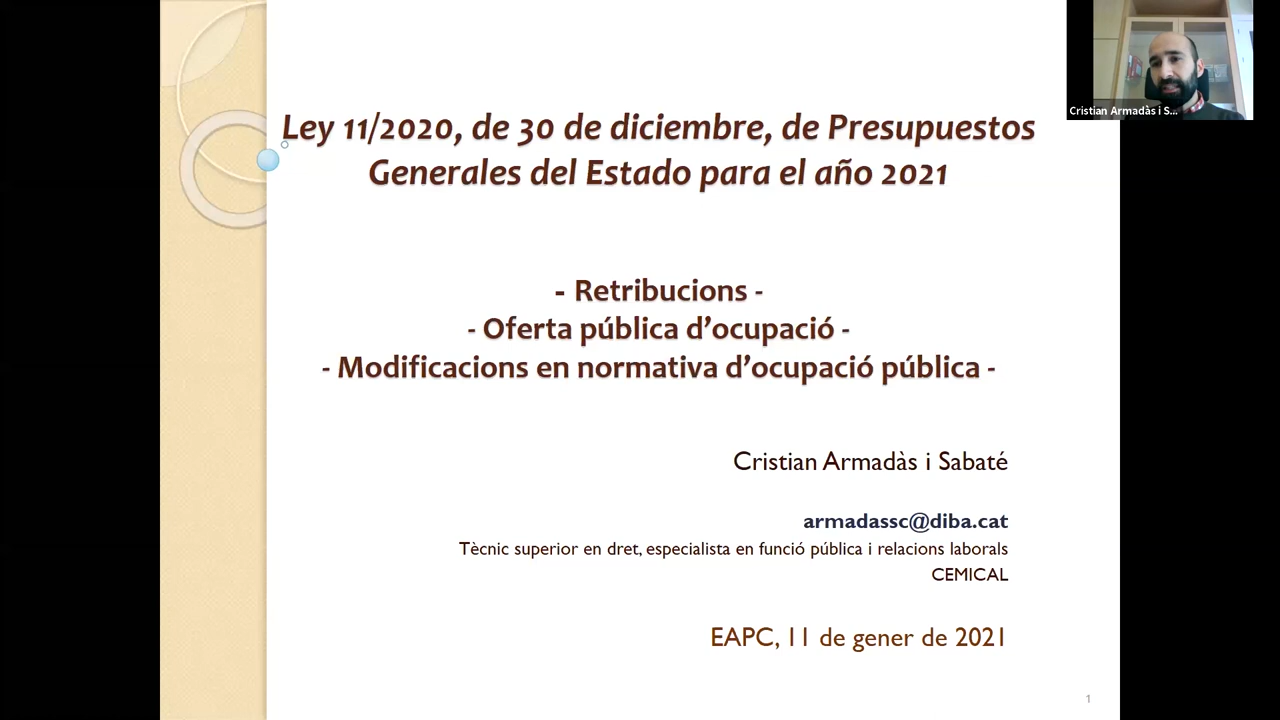 Ley 11/2020, de 30 de diciembre, de Presupuestos
Generales del Estado para el año 2021
- Retribucions -
- Oferta pública d’ocupació -
- Modificacions en normativa d’ocupació pública -
Cristian Armadàs i Sabaté
armadassc@diba.cat
Tècnic superior en dret, especialista en funció pública i relacions laborals
CEMICAL
EAPC, 11 de gener de 2021
1
Cristian Armadàs i S...